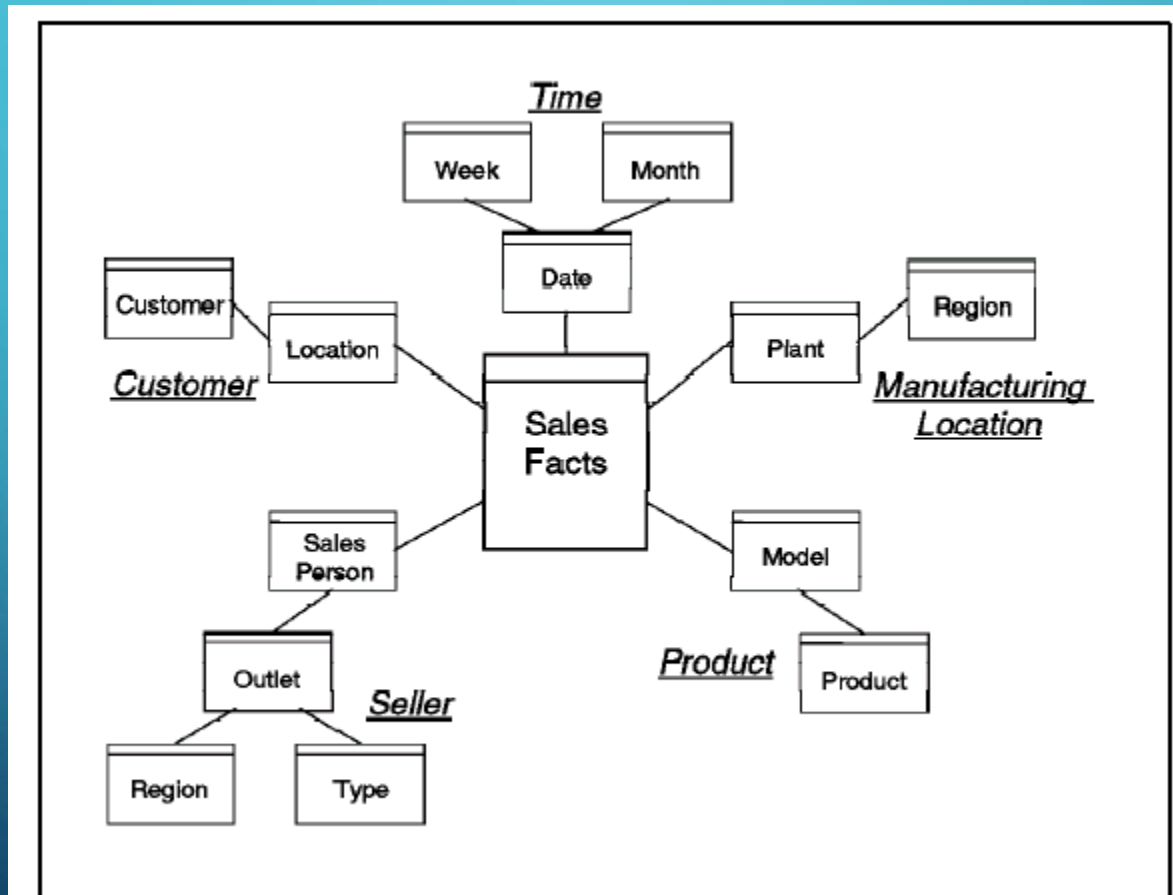 Time
Week
Month
Date
Customer
Location
Customer
Plant
Region
Manufacturing
Location
Sales
Facts
Sales
Person
Outlet
Seller
Region
Type
Model
Product
Product